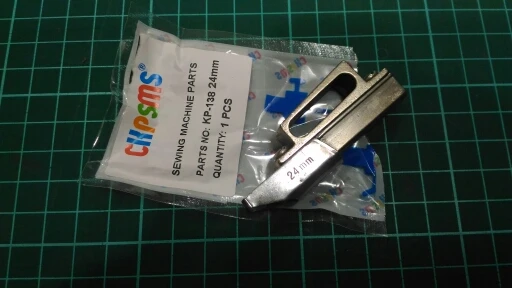 CHPSMS®
SEWING MACHINE PARTS
PARTS NO: KP-138 24mm
QUANTITY: 1 PCS
24mm